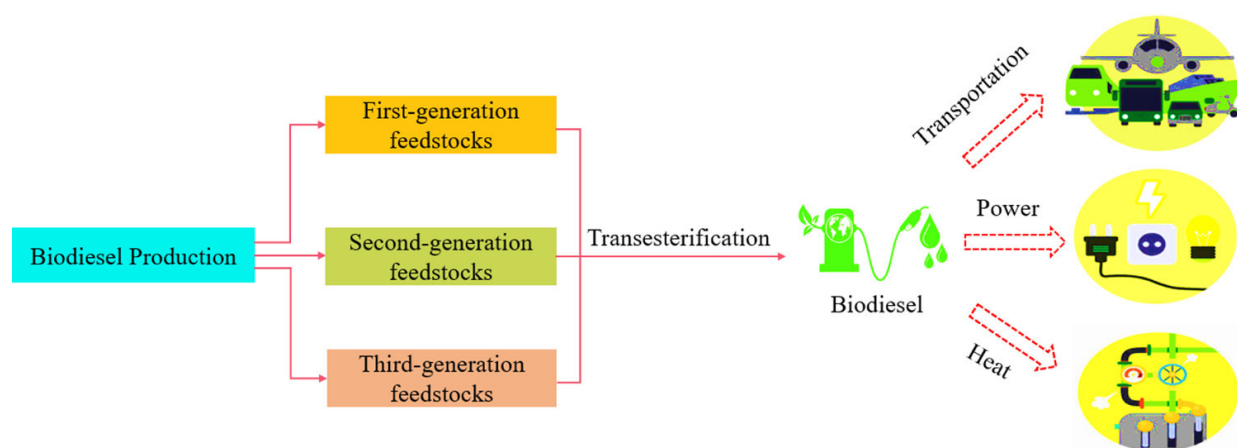 Biodiesel Production
First-generation
feedstocks
Second-generation
feedstocks
Third-generation
feedstocks
Transesterification
Biodiesel
Transportation
Power
Heat